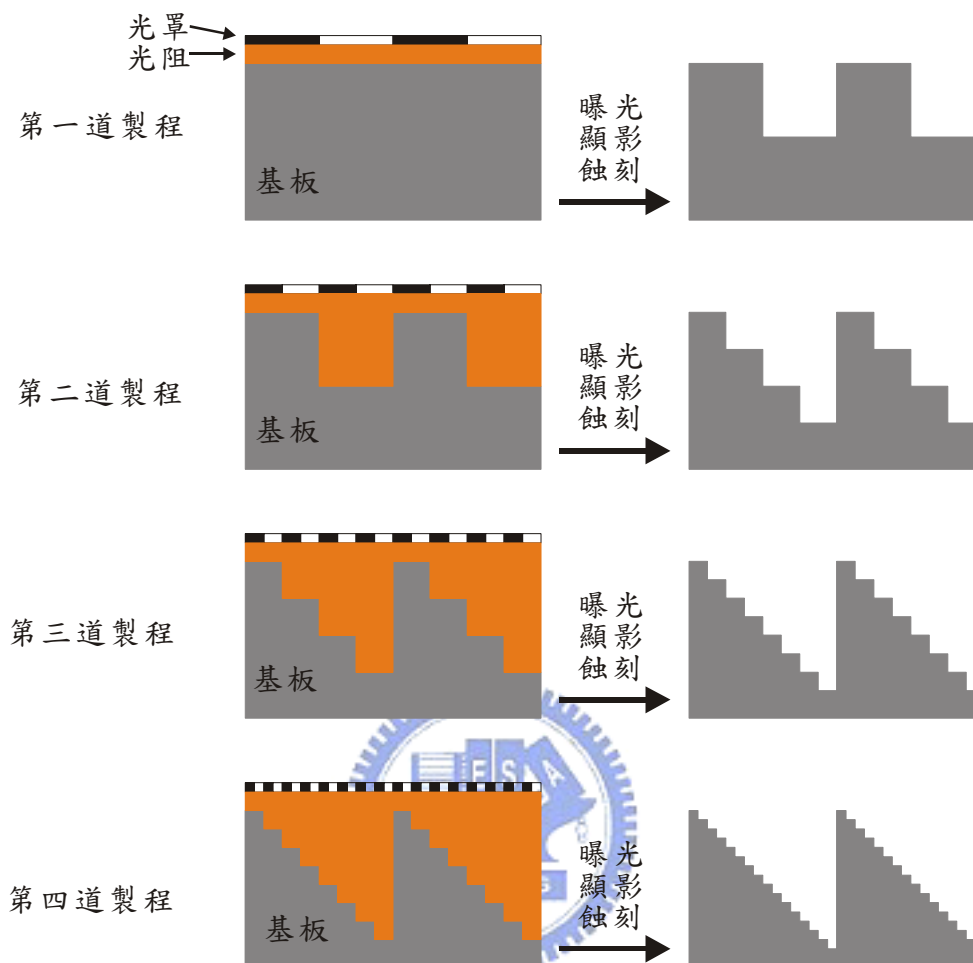 光罩
光阻
第一道製程
基板
曝光
顯影
蝕刻
第二道製程
基板
曝光
顯影
蝕刻
第三道製程
基板
曝光
顯影
蝕刻
第四道製程
基板
曝光
顯影
蝕刻